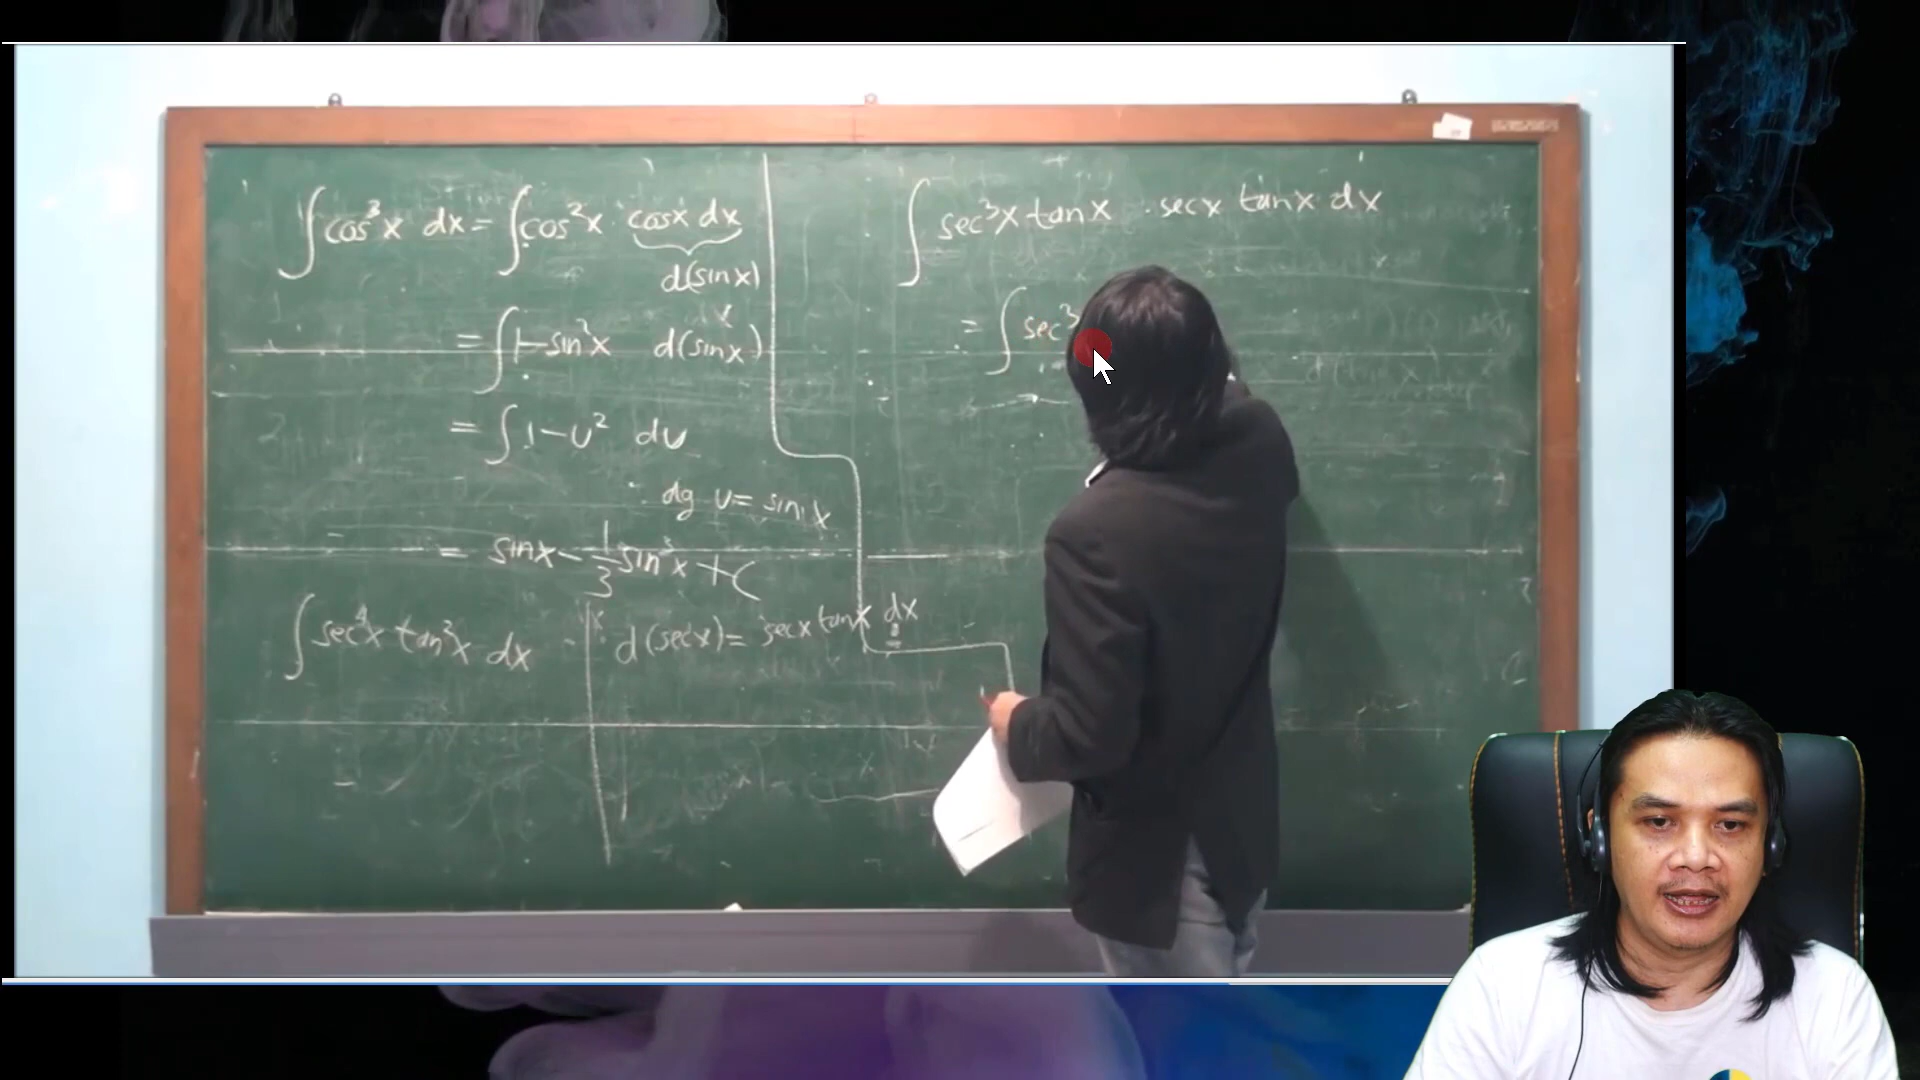 ∫cos³x dx = ∫cos²x · cosx dx
d(sinx)
= ∫1-sin²x d(sinx)
= ∫1-u² du
dg u = sin x
= sinx - 1/3 sin³x + C
∫sec⁴x tan²x dx
d(secx) = secx tanx dx
∫sec³x tanx · secx tanx dx
= ∫sec³